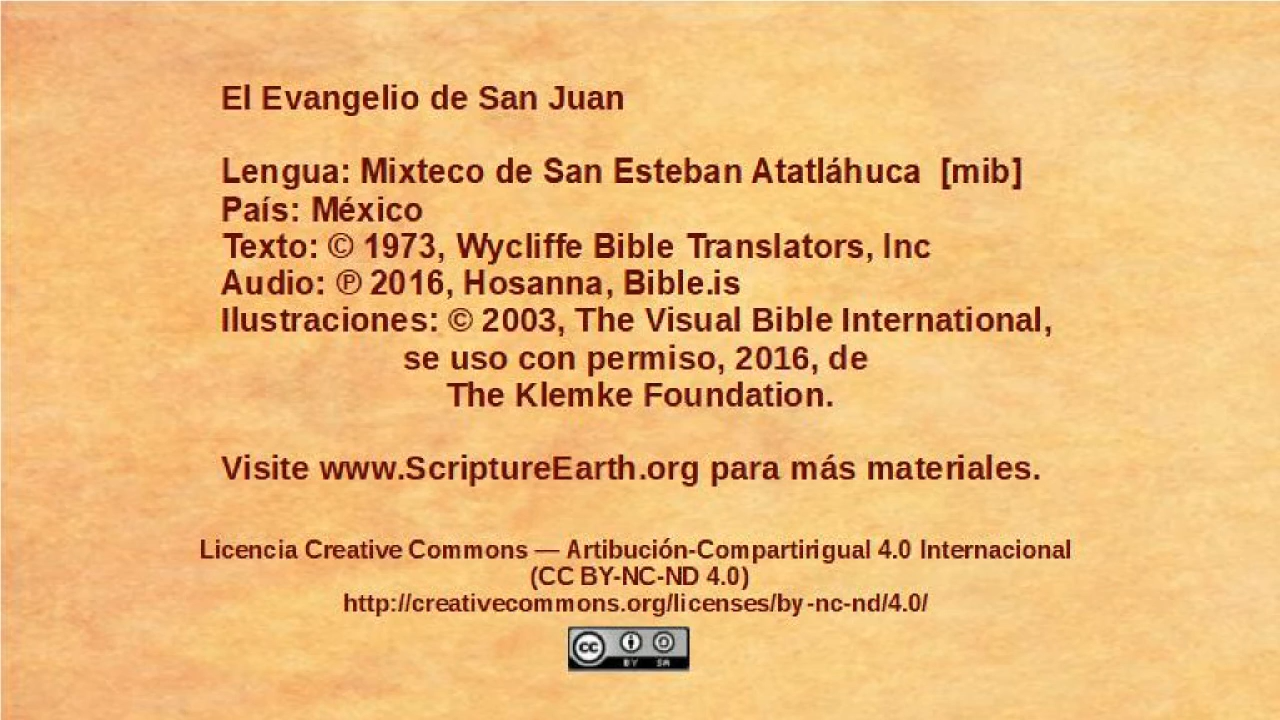 El Evangelio de San Juan
Lengua: Mixteco de San Esteban Atatláhuca [mib]
País: México
Texto: © 1973, Wycliffe Bible Translators, Inc
Audio: ℗ 2016, Hosanna, Bible.is
Ilustraciones: © 2003, The Visual Bible International,
se uso con permiso, 2016, de
The Klemke Foundation.
Visite www.ScriptureEarth.org para más materiales.
Licencia Creative Commons — Artibución-Compartirigual 4.0 Internacional
(CC BY-NC-ND 4.0)
http://creativecommons.org/licenses/by-nc-nd/4.0/
cc BY SA